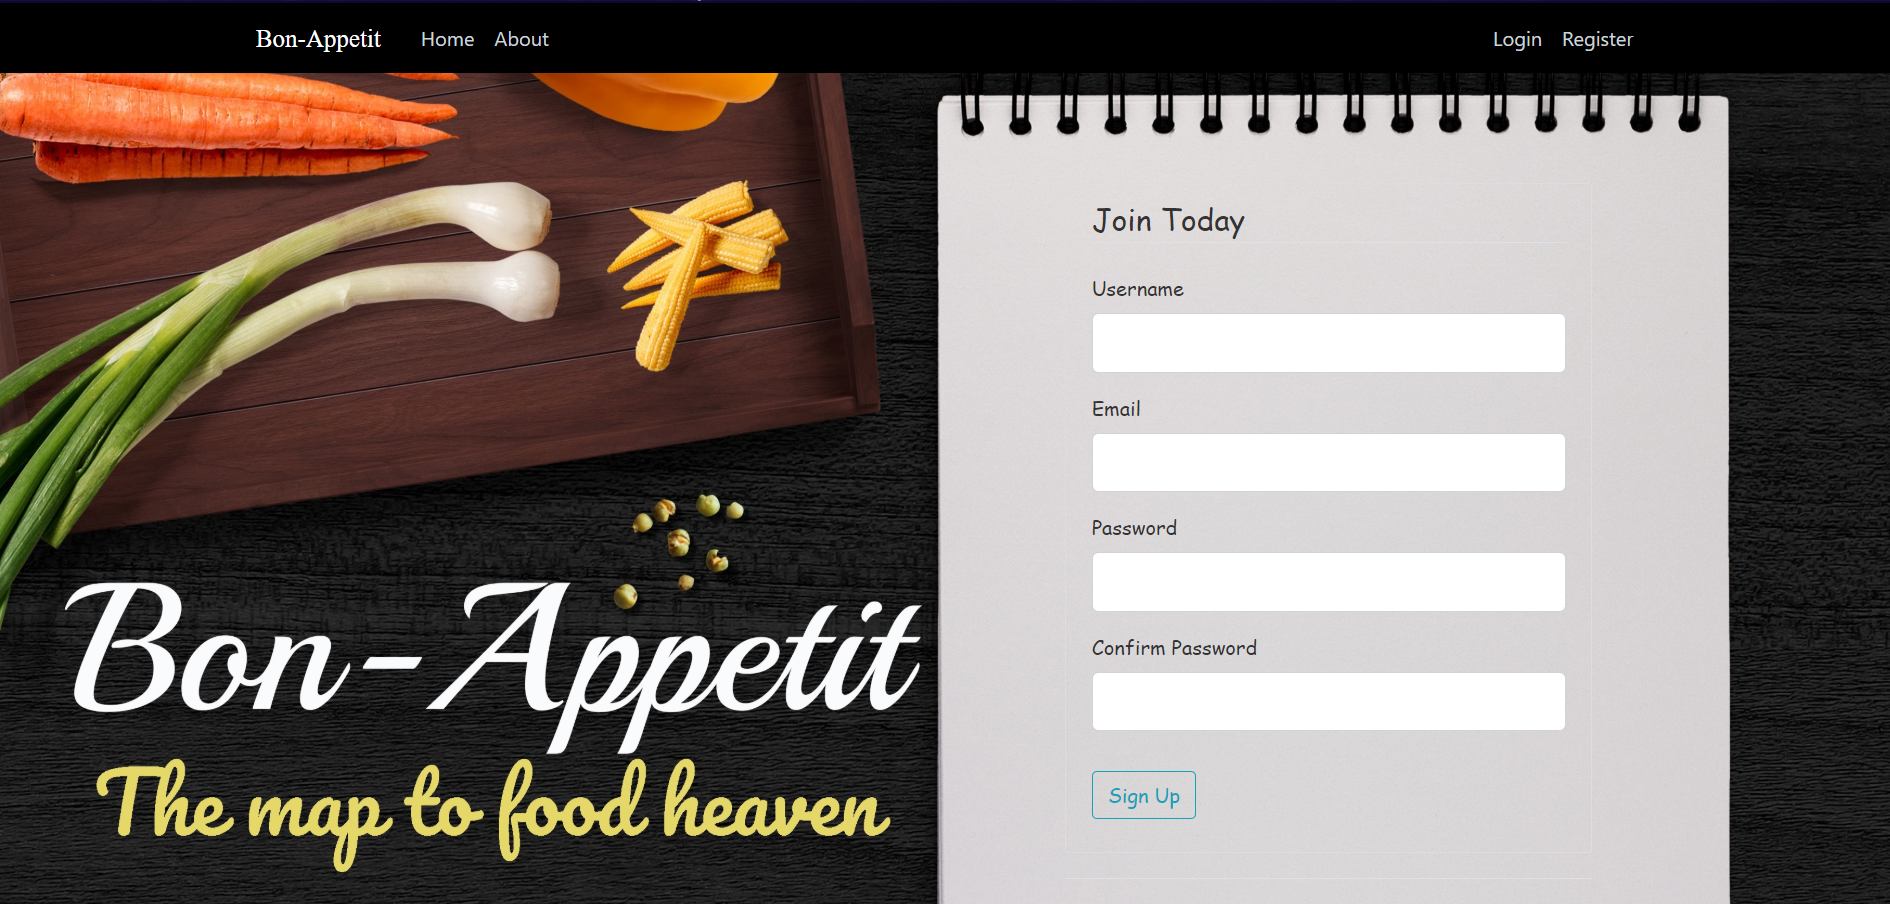 Bon-Appetit Home About Login Register
Join Today
Username
Email
Password
Confirm Password
Sign Up
Bon-Appetit
The map to food heaven